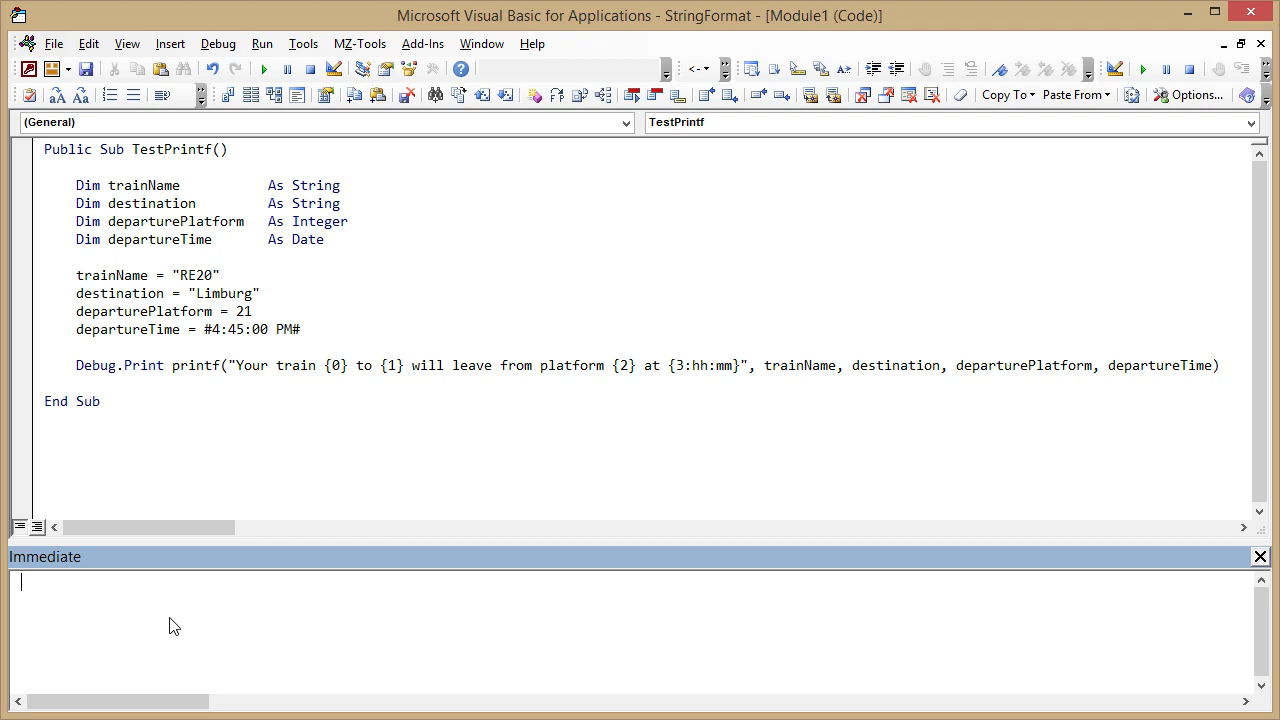 Microsoft Visual Basic for Applications - StringFormat - [Module1 (Code)]
File Edit View Insert Format Debug Run Tools MZ-Tools Add-Ins Window Help
Copy To Paste From Options...
(General) TestPrintf
Public Sub TestPrintf()
Dim trainName As String
Dim destination As String
Dim departurePlatform As Integer
Dim departureTime As Date
trainName = "RE20"
destination = "Limburg"
departurePlatform = 21
departureTime = #4:45:00 PM#
Debug.Print printf("Your train {0} to {1} will leave from platform {2} at {3:hh:mm}", trainName, destination, departurePlatform, departureTime)
End Sub
Immediate